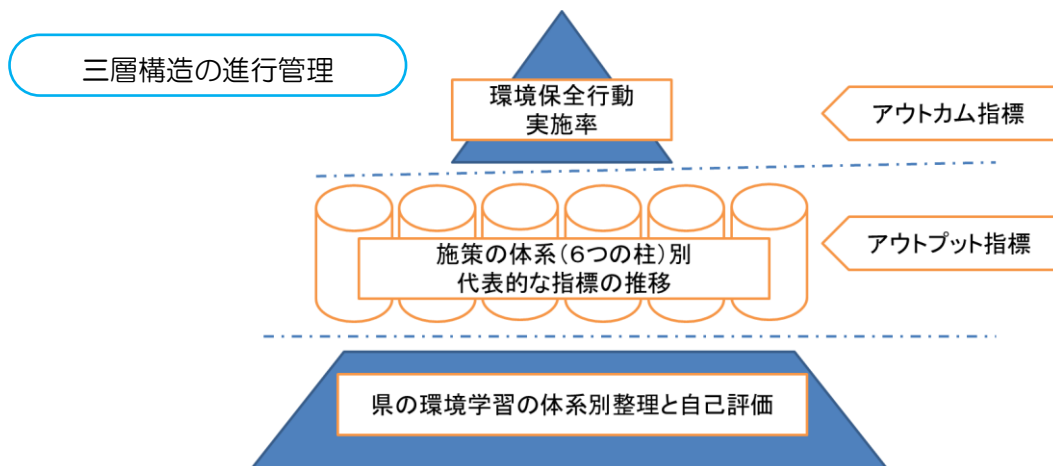 三層構造の進行管理
環境保全行動
実施率
アウトカム指標
施策の体系(6つの柱)別
代表的な指標の推移
アウトプット指標
県の環境学習の体系別整理と自己評価